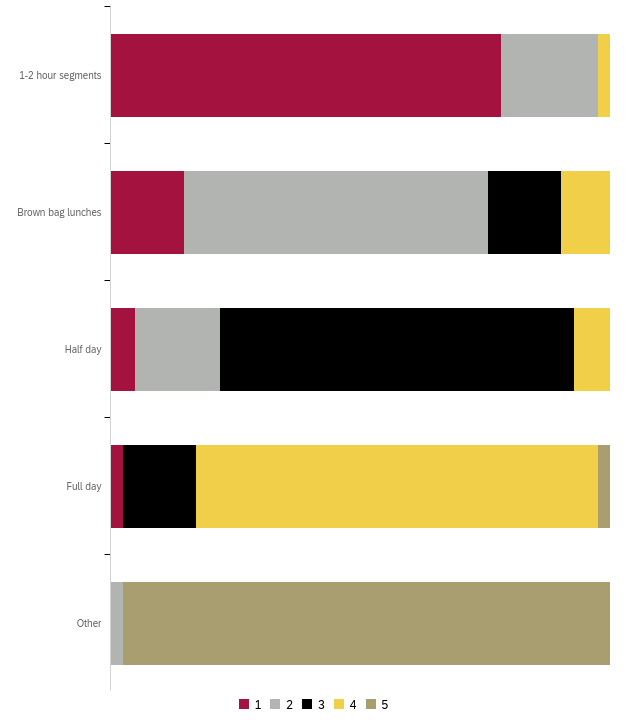 1-2 hour segments
Brown bag lunches
Half day
Full day
Other
1 2 3 4 5